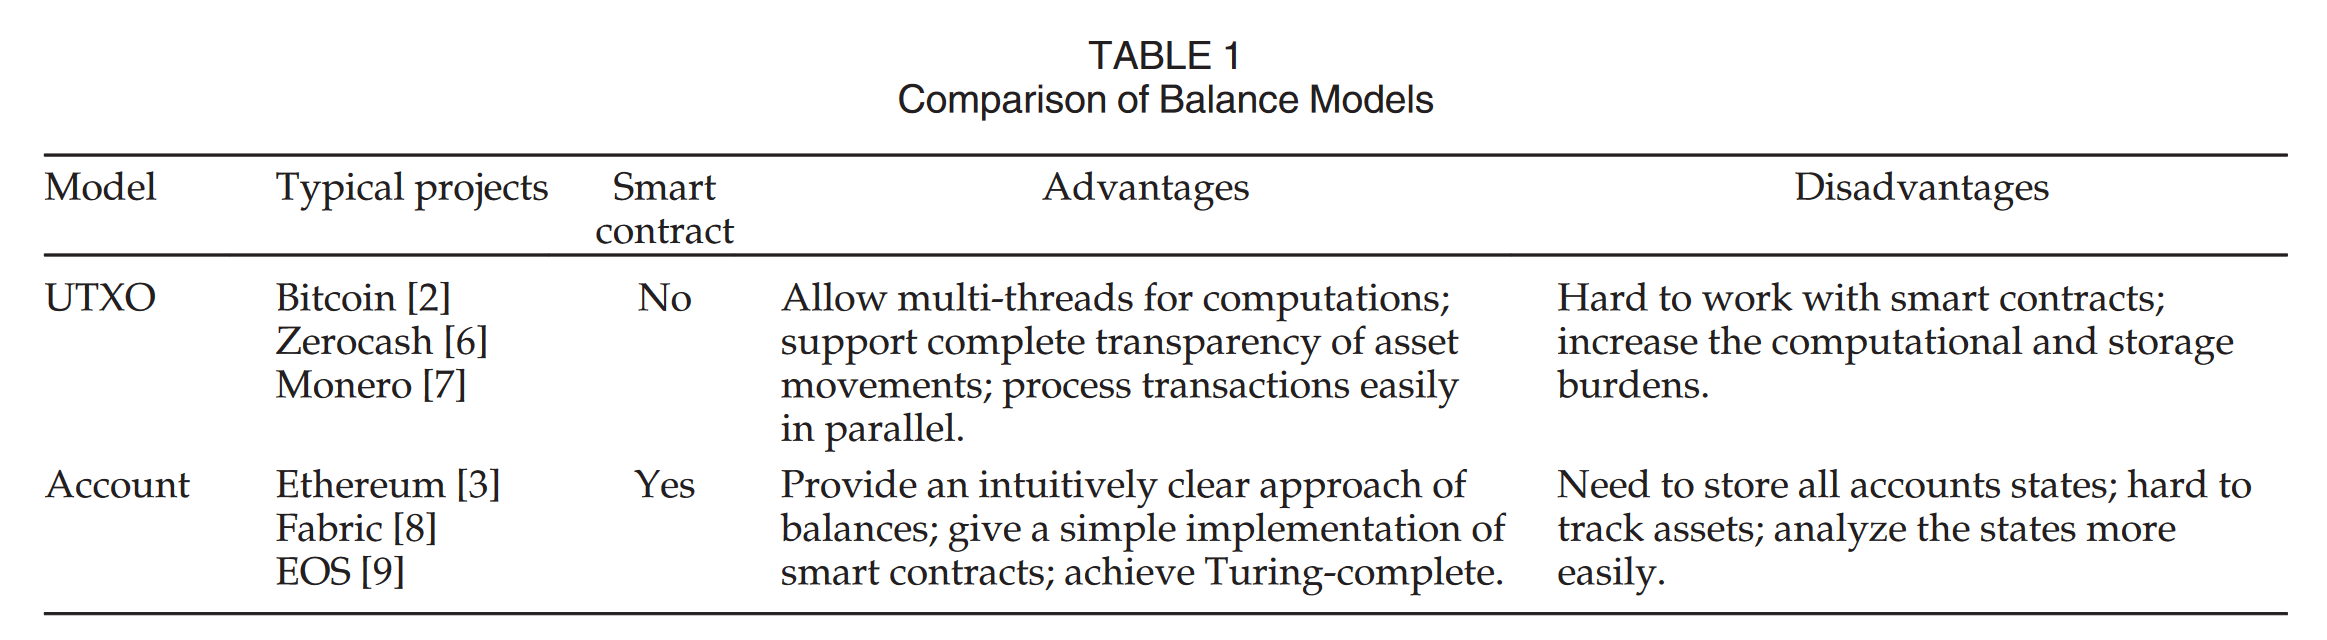 TABLE 1
Comparison of Balance Models
Model Typical projects Smart contract Advantages Disadvantages
UTXO Bitcoin [2] No Allow multi-threads for computations; Hard to work with smart contracts;
Zerocash [6] support complete transparency of asset increase the computational and storage
Monero [7] movements; process transactions easily burdens.
in parallel.
Account Ethereum [3] Yes Provide an intuitively clear approach of Need to store all accounts states; hard to
Fabric [8] balances; give a simple implementation of track assets; analyze the states more
EOS [9] smart contracts; achieve Turing-complete. easily.